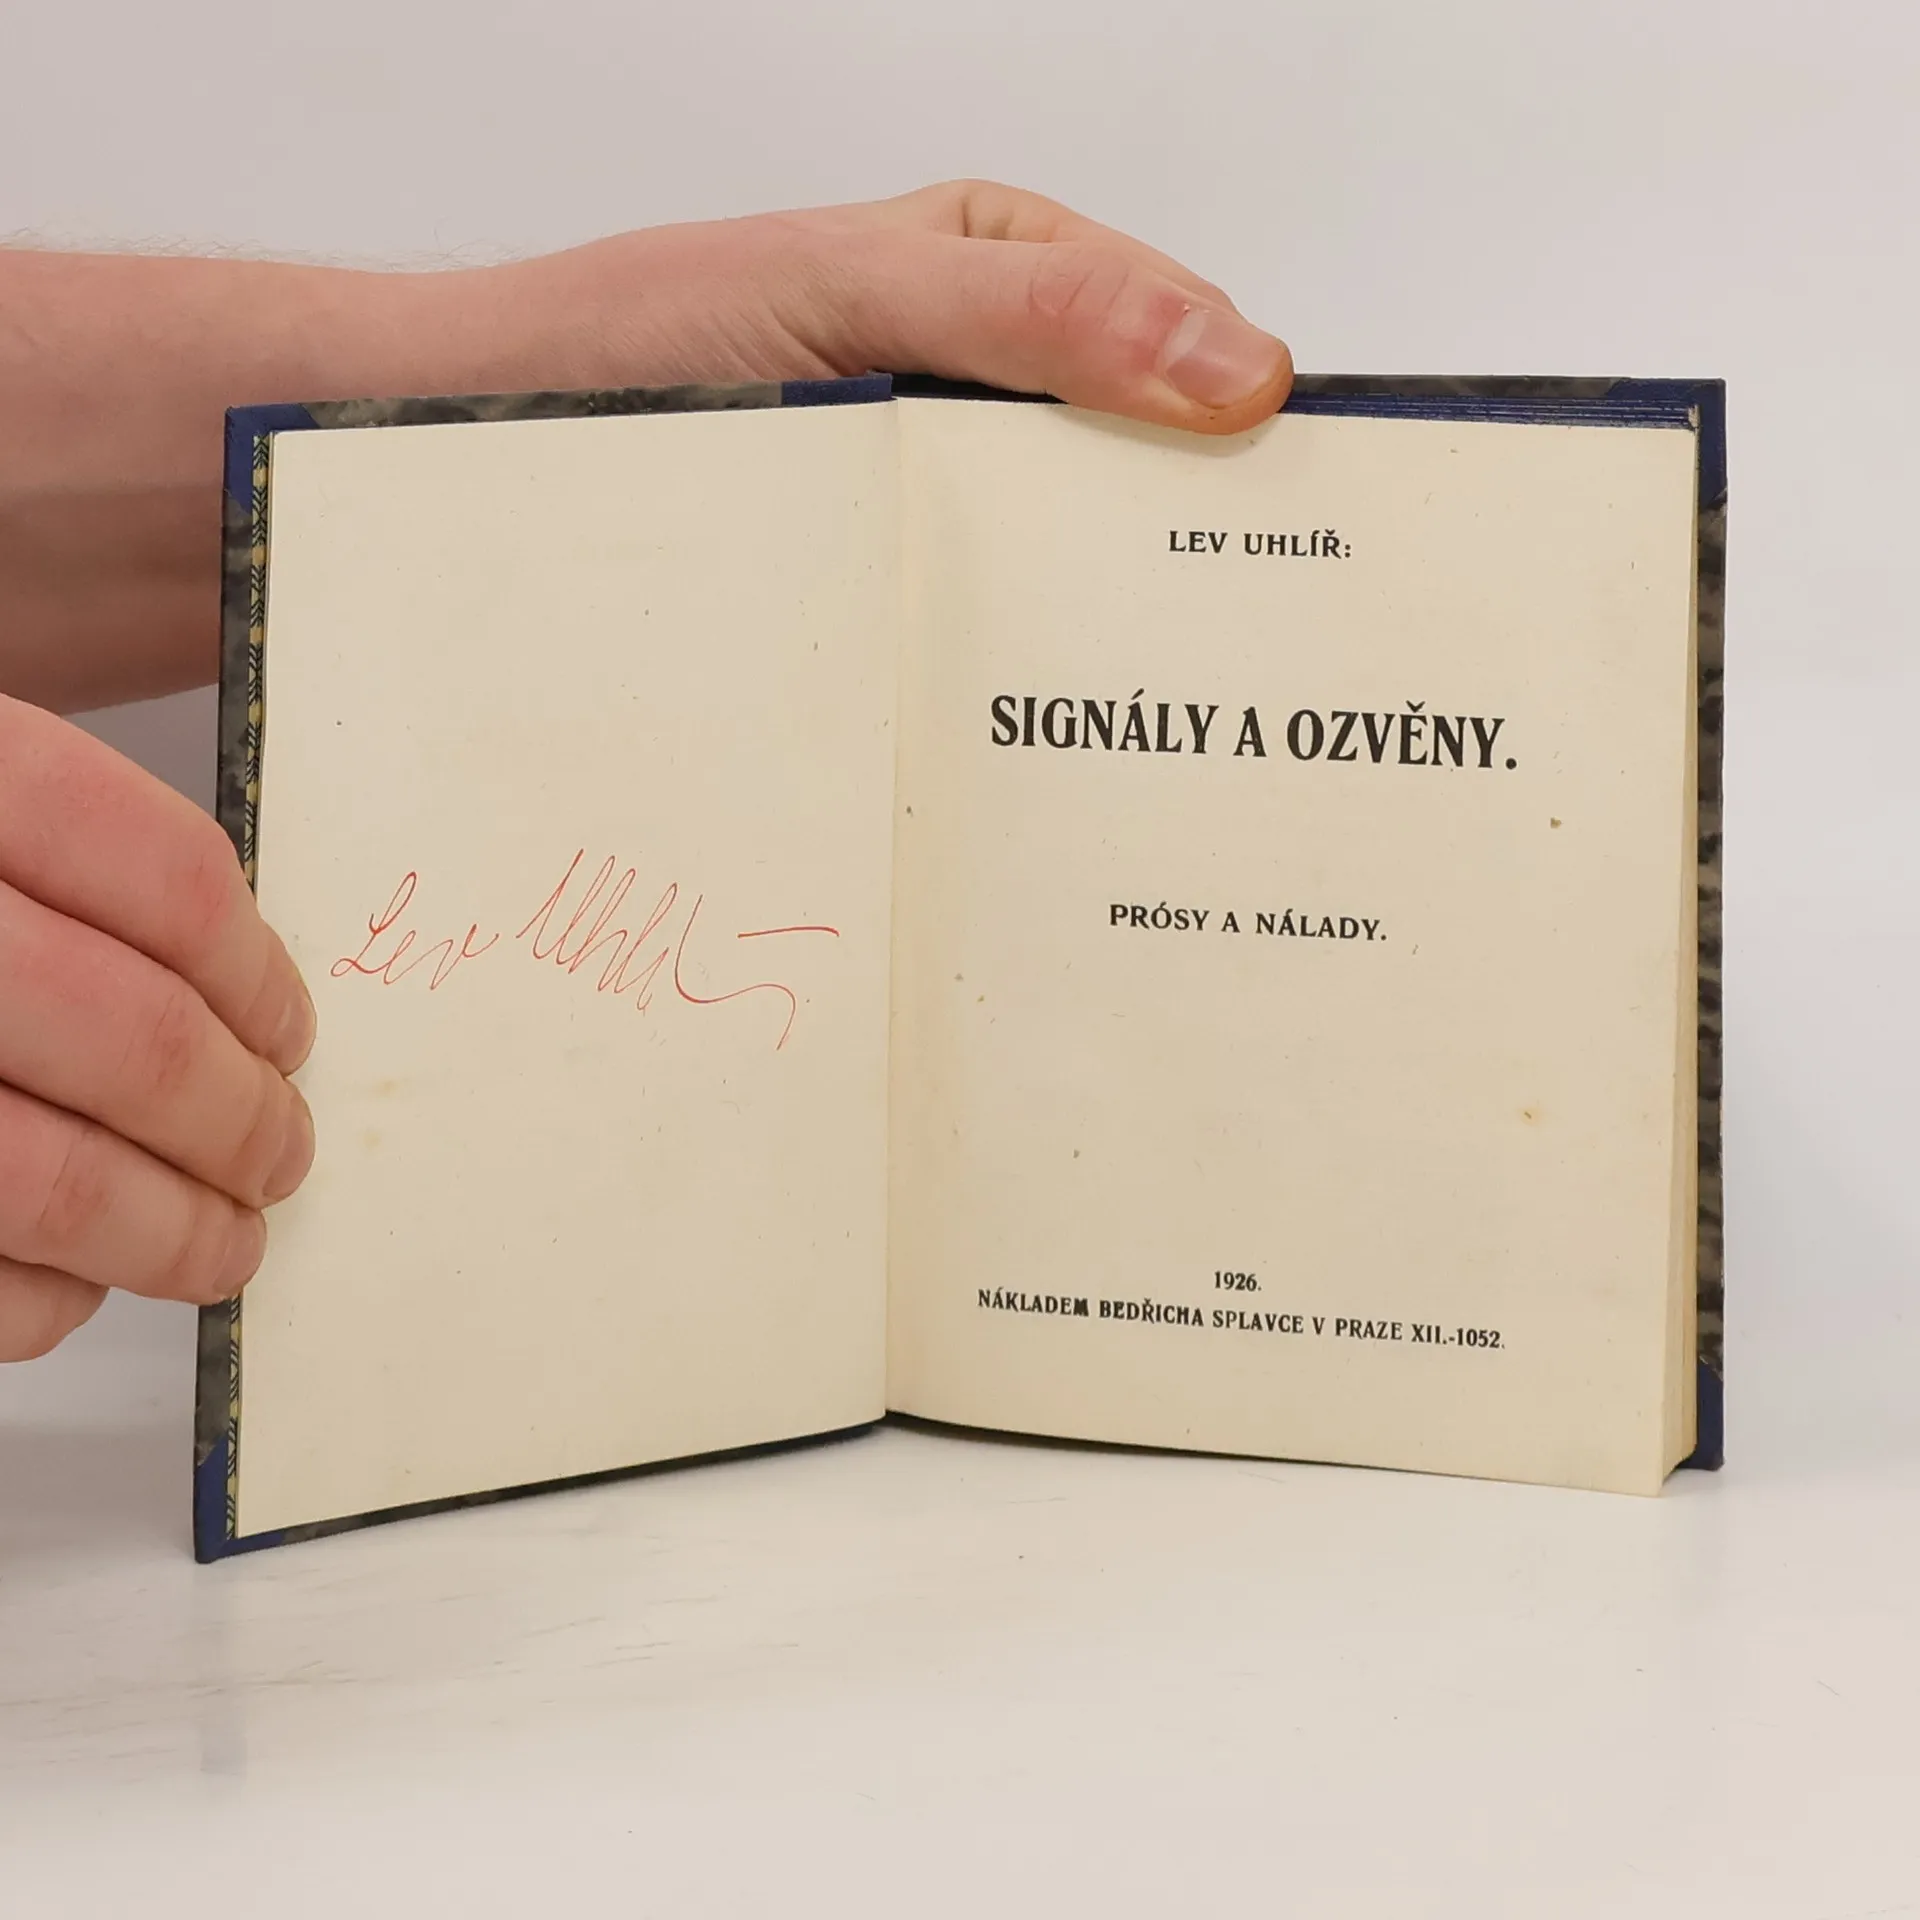 Lev Uhlíř
LEV UHLÍŘ:
SIGNÁLY A OZVĚNY.
PRÓSY A NÁLADY.
1926.
NÁKLADEM BEDŘICHA SPLAVCE V PRAZE XII.-1052.